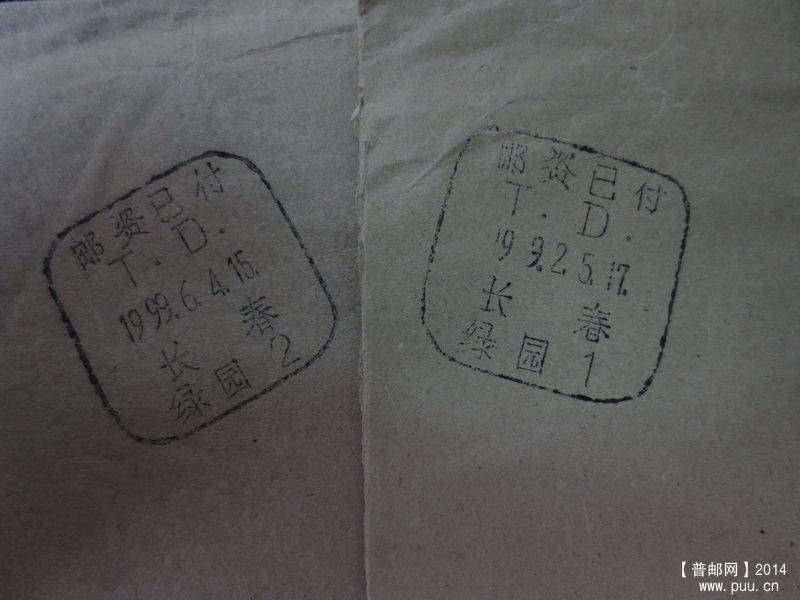 邮资已付
T.D.
1999.6.4.15.
长春
绿园2
邮资已付
T.D.
199.2.5.17.
长春
绿园1
【普邮网】2014
www.puu.cn